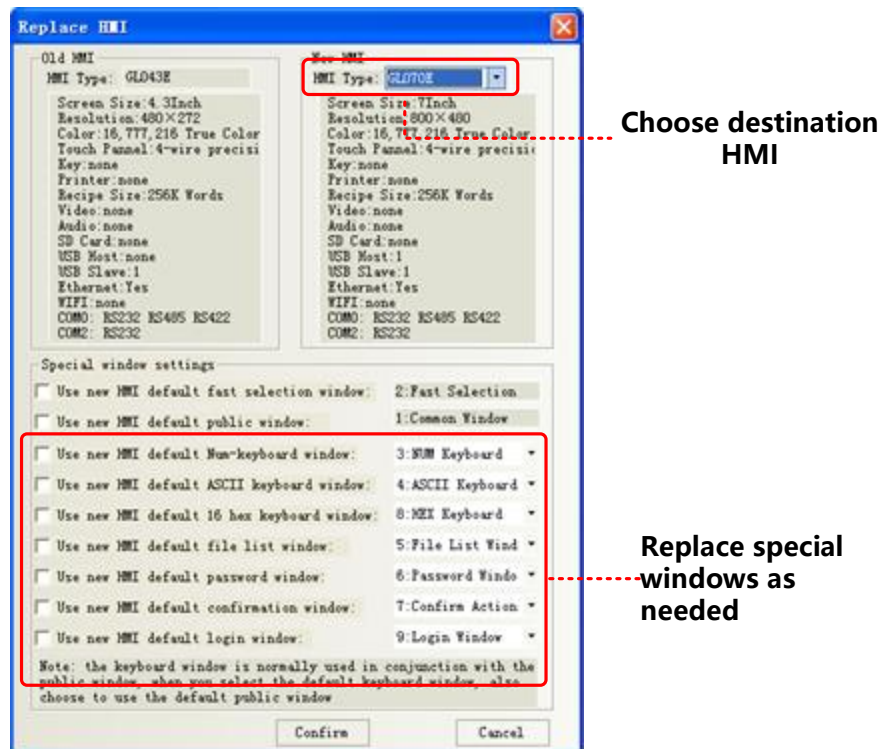 Replace HMI
Old HMI
HMI Type: GL043E
Screen Size:4.3Inch
Resolution:480×272
Color:16,777,216 True Color
Touch Pannel:4-wire precisi
Key:none
Printer:none
Recipe Size:256K Words
Video:none
Audio:none
SD Card:none
USB Host:none
USB Slave:1
Ethernet:Yes
WIFI:none
COM0: RS232 RS485 RS422
COM2: RS232
New HMI
HMI Type: GL070E
Screen Size:7Inch
Resolution:800×480
Color:16,777,216 True Color
Touch Pannel:4-wire precisio
Key:none
Printer:none
Recipe Size:256K Words
Video:none
Audio:none
SD Card:none
USB Host:1
USB Slave:1
Ethernet:Yes
WIFI:none
COM0: RS232 RS485 RS422
COM2: RS232
Choose destination
HMI
Special window settings
Use new HMI default fast selection window: 2:Fast Selection
Use new HMI default public window: 1:Common Window
Use new HMI default Num-keyboard window: 3:NUM Keyboard
Use new HMI default ASCII keyboard window: 4:ASCII Keyboard
Use new HMI default 16 hex keyboard window: 8:HEX Keyboard
Use new HMI default file list window: 5:File List Wind
Use new HMI default password window: 6:Password Windo
Use new HMI default confirmation window: 7:Confirm Action
Use new HMI default login window: 9:Login Window
Replace special
windows as
needed
Note: the keyboard window is normally used in conjunction with the
public window, when you select the default keyboard window, also
choose to use the default public window
Confirm
Cancel